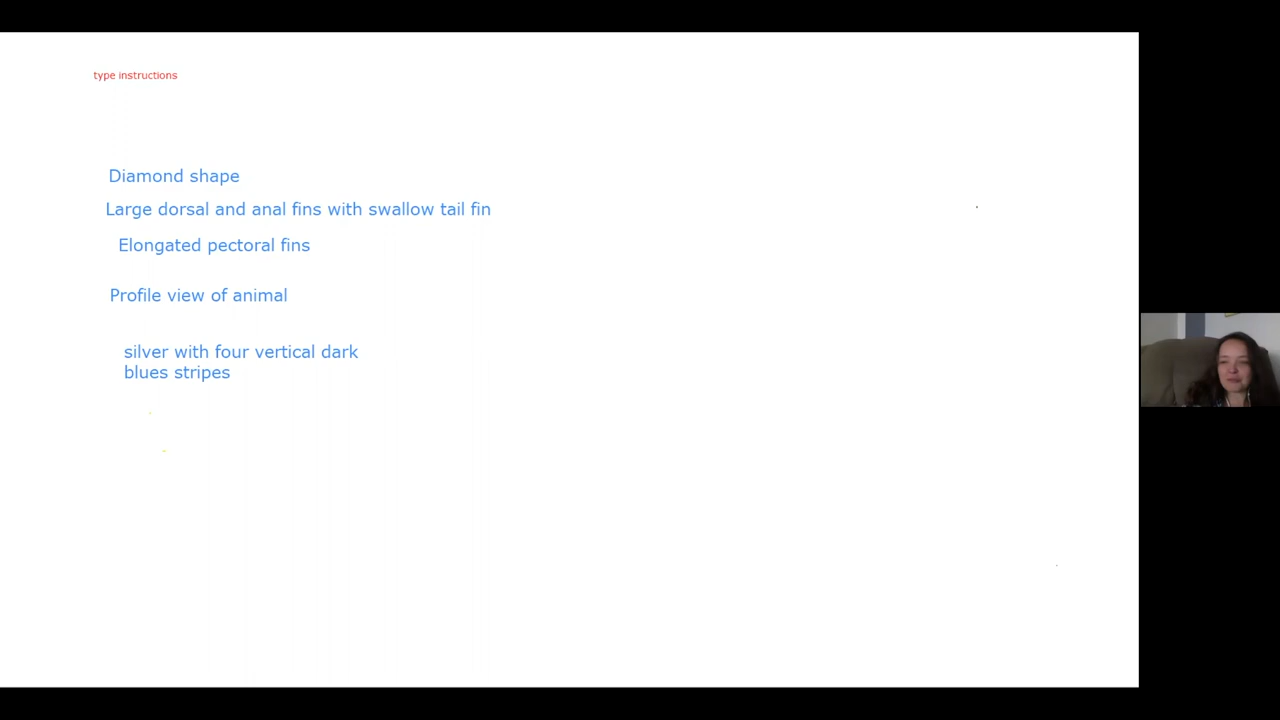 type instructions
Diamond shape
Large dorsal and anal fins with swallow tail fin
Elongated pectoral fins
Profile view of animal
silver with four vertical dark
blues stripes